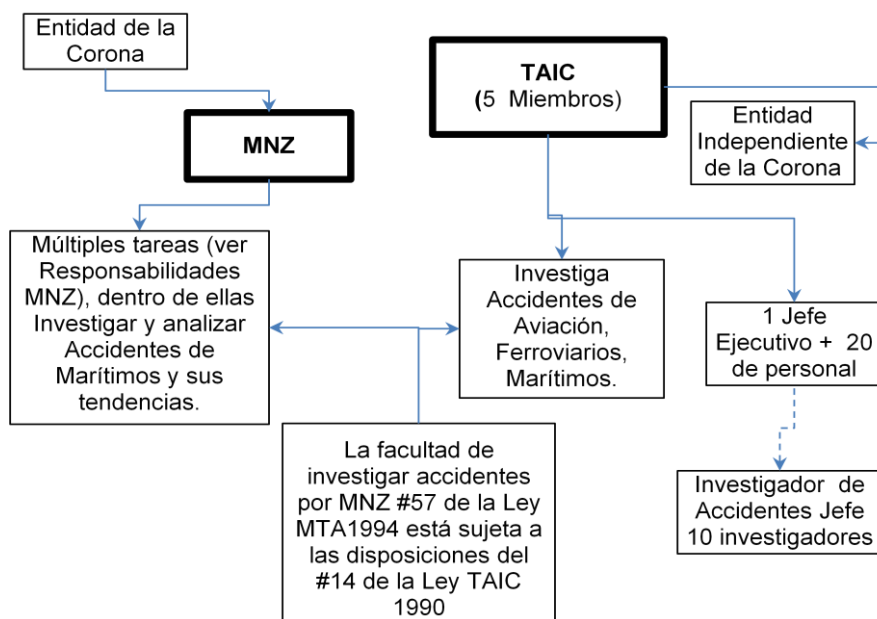 Entidad de la
Corona
TAIC
(5 Miembros)
MNZ
Entidad
Independiente
de la Corona
Múltiples tareas (ver
Responsabilidades
MNZ), dentro de ellas
Investigar y analizar
Accidentes de
Marítimos y sus
tendencias.
Investiga
Accidentes de
Aviación,
Ferroviarios,
Marítimos.
1 Jefe
Ejecutivo + 20
de personal
La facultad de
investigar accidentes
por MNZ #57 de la Ley
MTA1994 está sujeta a
las disposiciones del
#14 de la Ley TAIC
1990
Investigador de
Accidentes Jefe
10 investigadores